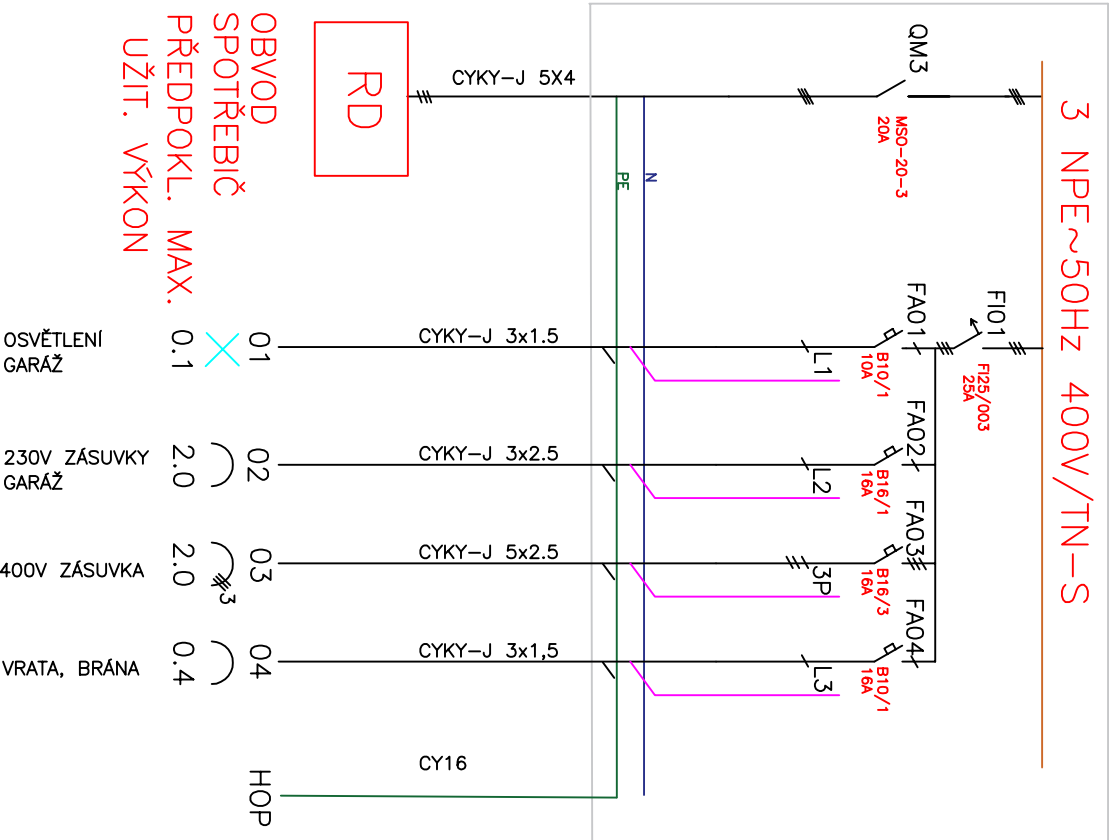 3 NPE~50Hz 400V/TN-S
QM3
MSO-20-3
20A
FI01
FI25/003
25A
FA01
B10/1
10A
FA02
B16/1
16A
FA03
B16/3
16A
FA04
B10/1
16A
L1
L2
3P
L3
N
PE
CYKY-J 5X4
CYKY-J 3x1.5
CYKY-J 3x2.5
CYKY-J 5x2.5
CYKY-J 3x1,5
CY16
RD
OBVOD
SPOTŘEBIČ
PŘEDPOKL. MAX.
UŽIT. VÝKON
01
02
03
04
HOP
3
0.1
2.0
2.0
0.4
OSVĚTLENÍ
GARÁŽ
230V ZÁSUVKY
GARÁŽ
400V ZÁSUVKA
VRATA, BRÁNA